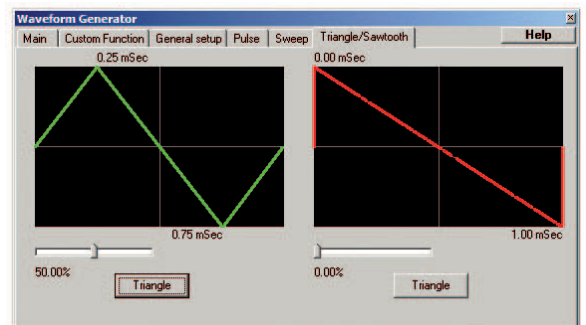 Waveform Generator
Main Custom Function General setup Pulse Sweep Triangle/Sawtooth Help
0.25 mSec 0.00 mSec
0.75 mSec 1.00 mSec
50.00% 0.00%
Triangle Triangle